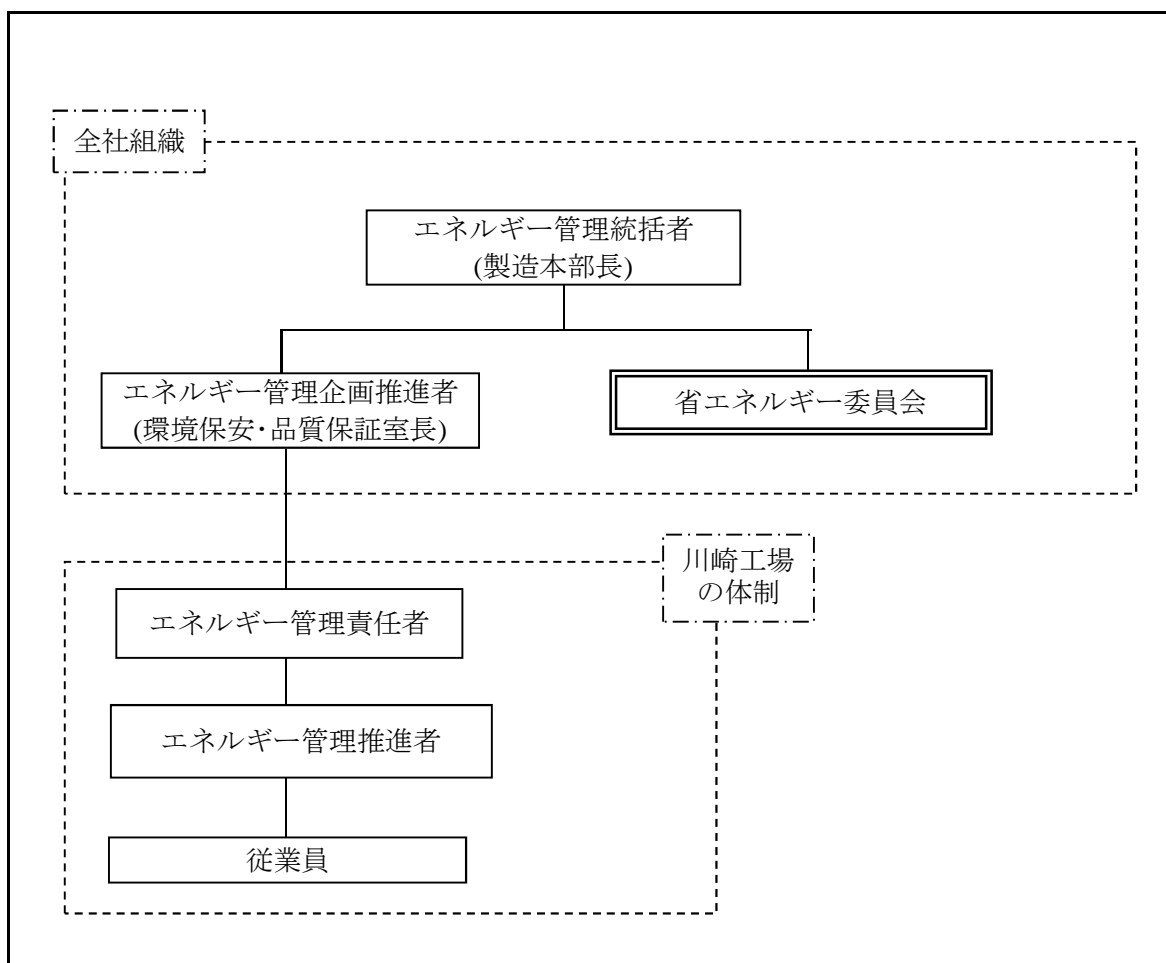 全社組織
エネルギー管理統括者
(製造本部長)
エネルギー管理企画推進者
(環境保安・品質保証室長)
省エネルギー委員会
川崎工場
の体制
エネルギー管理責任者
エネルギー管理推進者
従業員